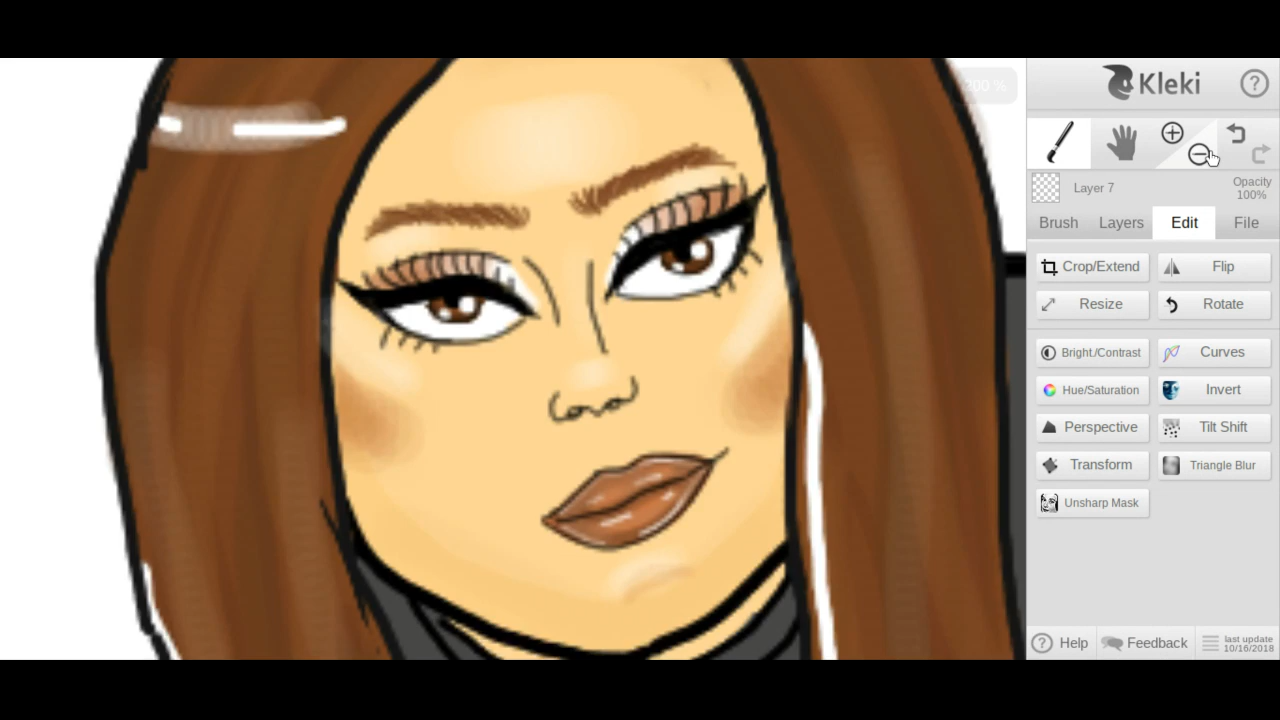 200 %
Kleki
?
Layer 7
Opacity
100%
Brush Layers Edit File
Crop/Extend Flip
Resize Rotate
Bright./Contrast Curves
Hue/Saturation Invert
Perspective Tilt Shift
Transform Triangle Blur
Unsharp Mask
? Help Feedback last update
10/16/2018